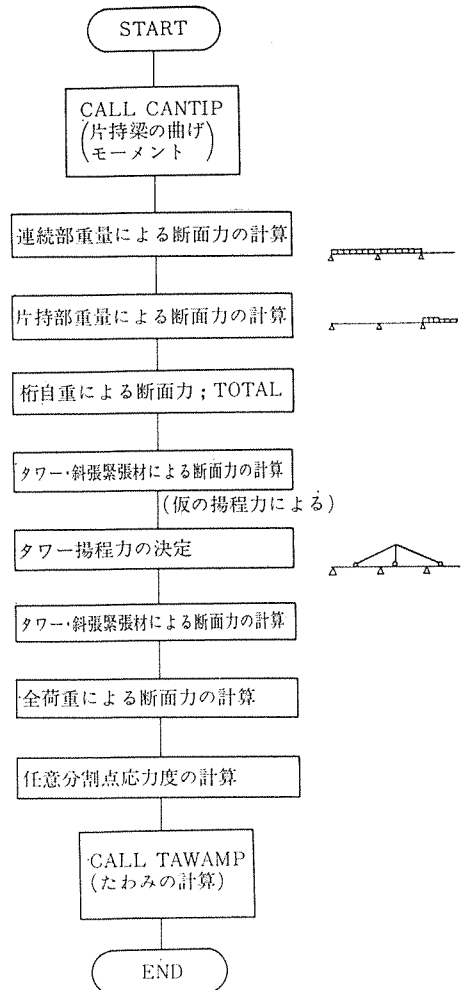 START
CALL CANTIP
(片持梁の曲げ
モーメント)
連続部重量による断面力の計算
片持部重量による断面力の計算
桁自重による断面力;TOTAL
タワー・斜張緊張材による断面力の計算
(仮の揚程力による)
タワー揚程力の決定
タワー・斜張緊張材による断面力の計算
全荷重による断面力の計算
任意分割点応力度の計算
CALL TAWAMP
(たわみの計算)
END